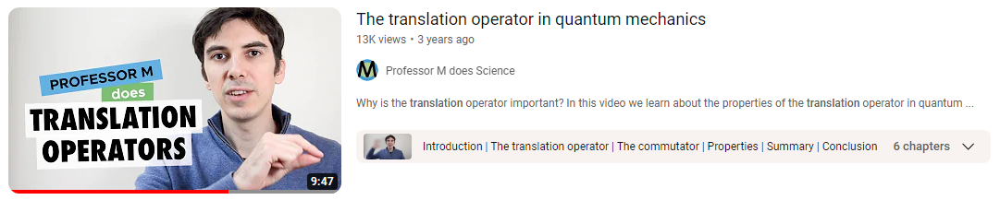 PROFESSOR M
does
TRANSLATION
OPERATORS
9:47
The translation operator in quantum mechanics
13K views • 3 years ago
M Professor M does Science
Why is the translation operator important? In this video we learn about the properties of the translation operator in quantum ...
Introduction | The translation operator | The commutator | Properties | Summary | Conclusion 6 chapters